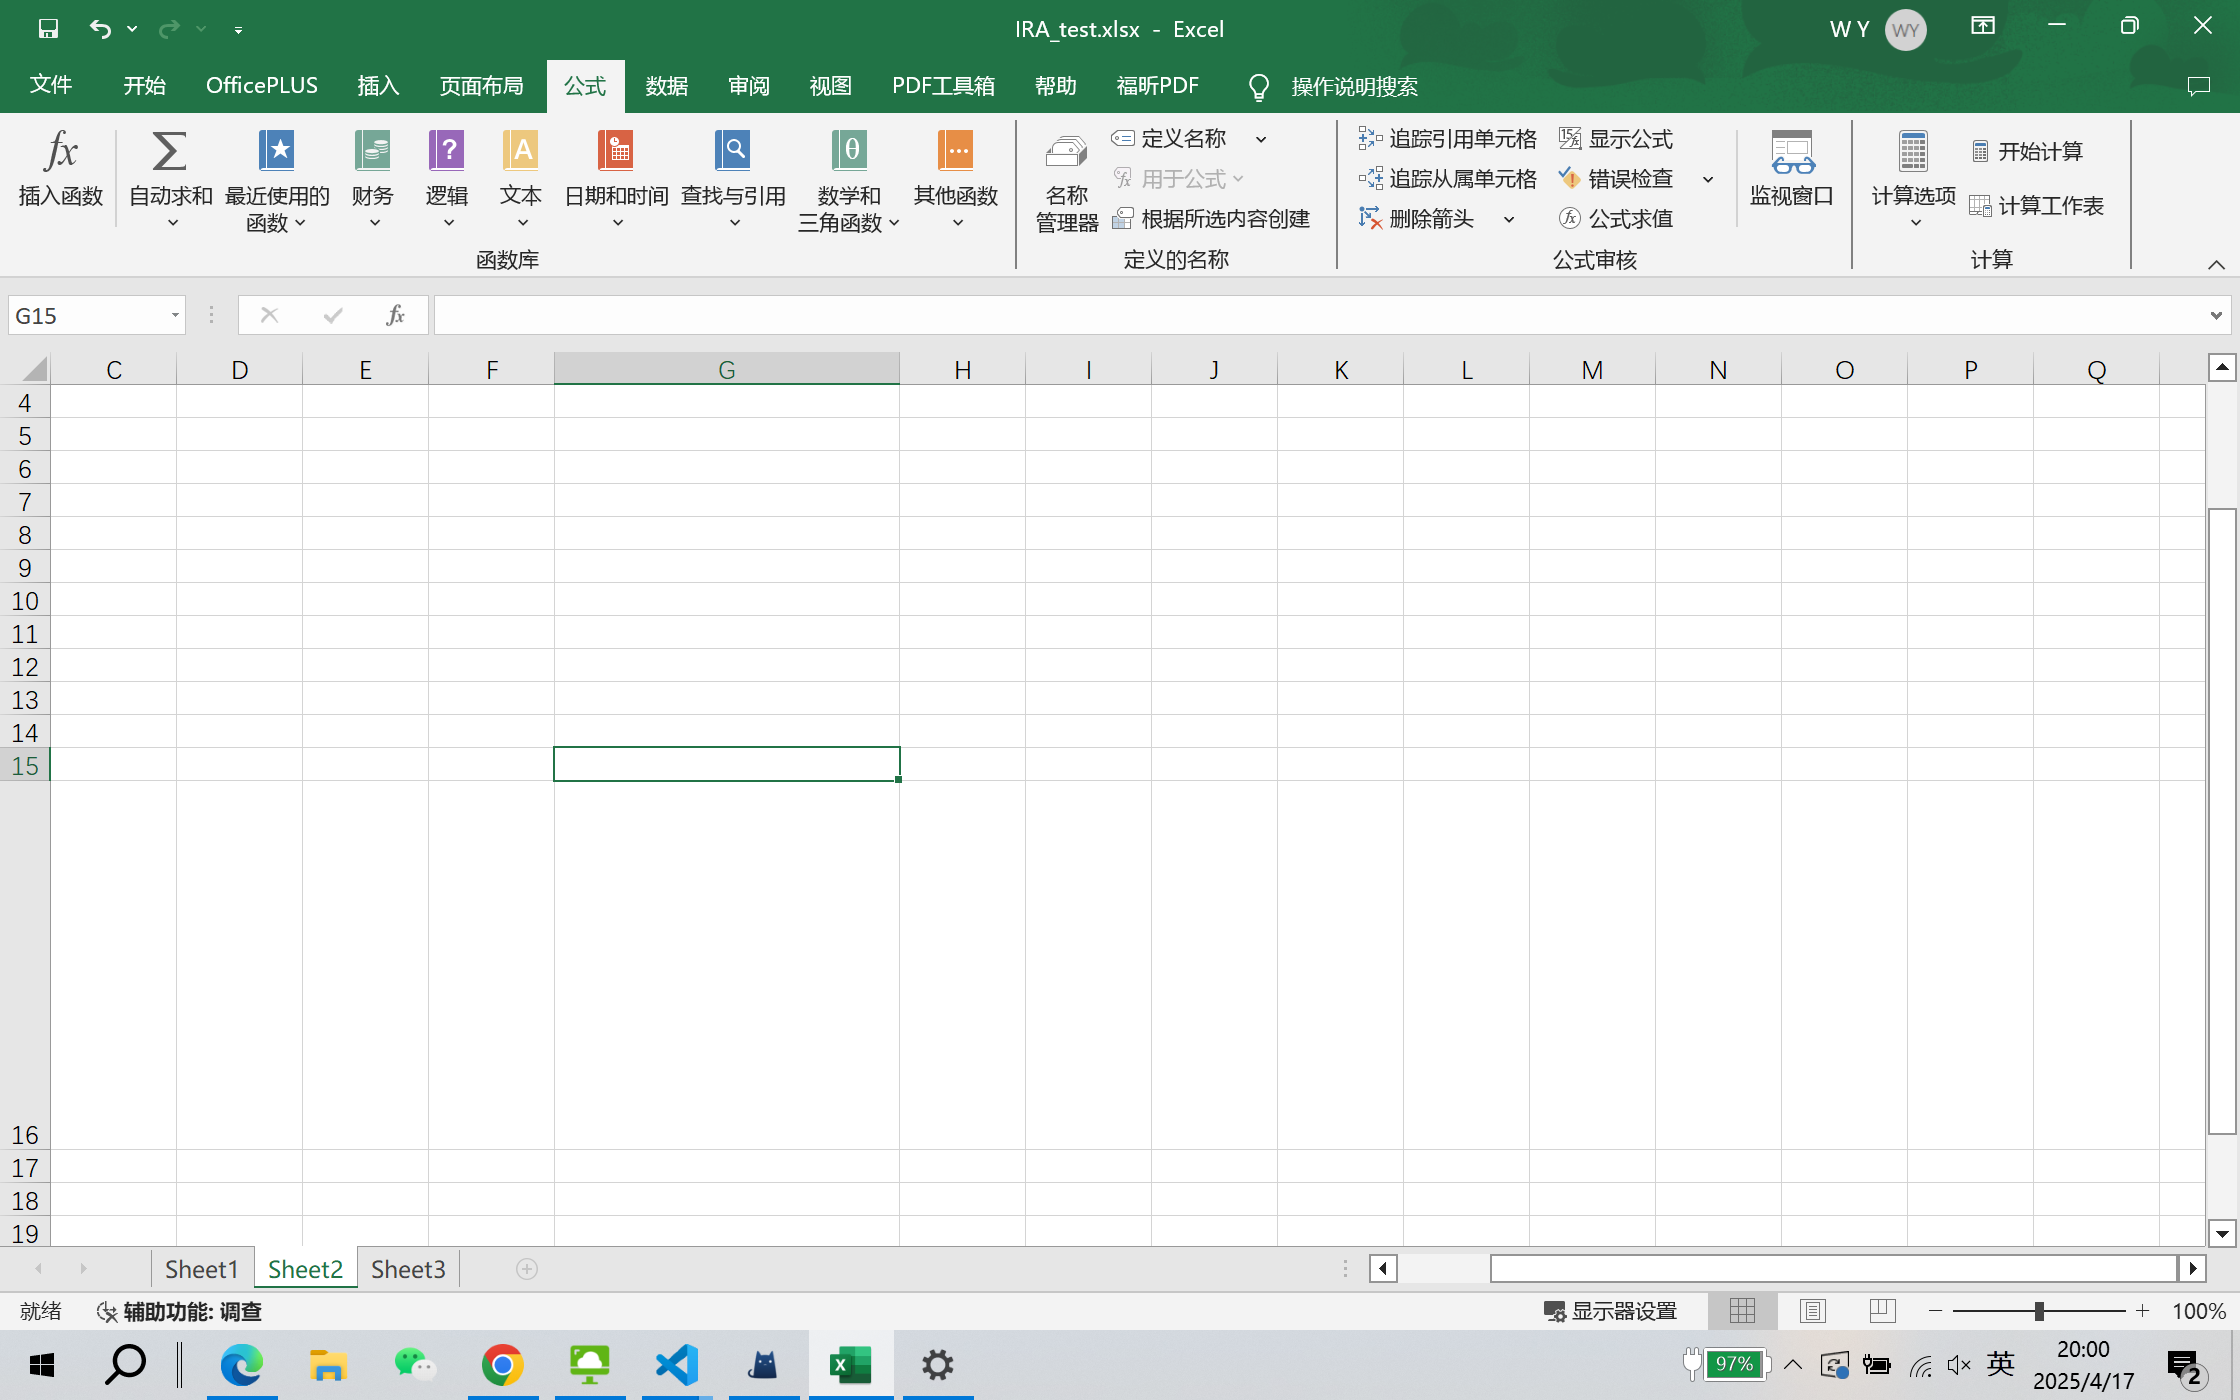 IRA_test.xlsx - Excel
W Y
WY
文件 开始 OfficePLUS 插入 页面布局 公式 数据 审阅 视图 PDF工具箱 帮助 福昕PDF 操作说明搜索
fx 插入函数
自动求和
最近使用的
函数
财务
逻辑
文本
日期和时间
查找与引用
数学和
三角函数
其他函数
函数库
名称
管理器
定义名称
用于公式
根据所选内容创建
定义的名称
追踪引用单元格
追踪从属单元格
删除箭头
显示公式
错误检查
公式求值
公式审核
监视窗口
计算选项
开始计算
计算工作表
计算
G15
fx
C D E F G H I J K L M N O P Q
4
5
6
7
8
9
10
11
12
13
14
15
16
17
18
19
Sheet1 Sheet2 Sheet3
就绪 辅助功能: 调查 显示器设置 100%
97% 英
20:00
2025/4/17
2